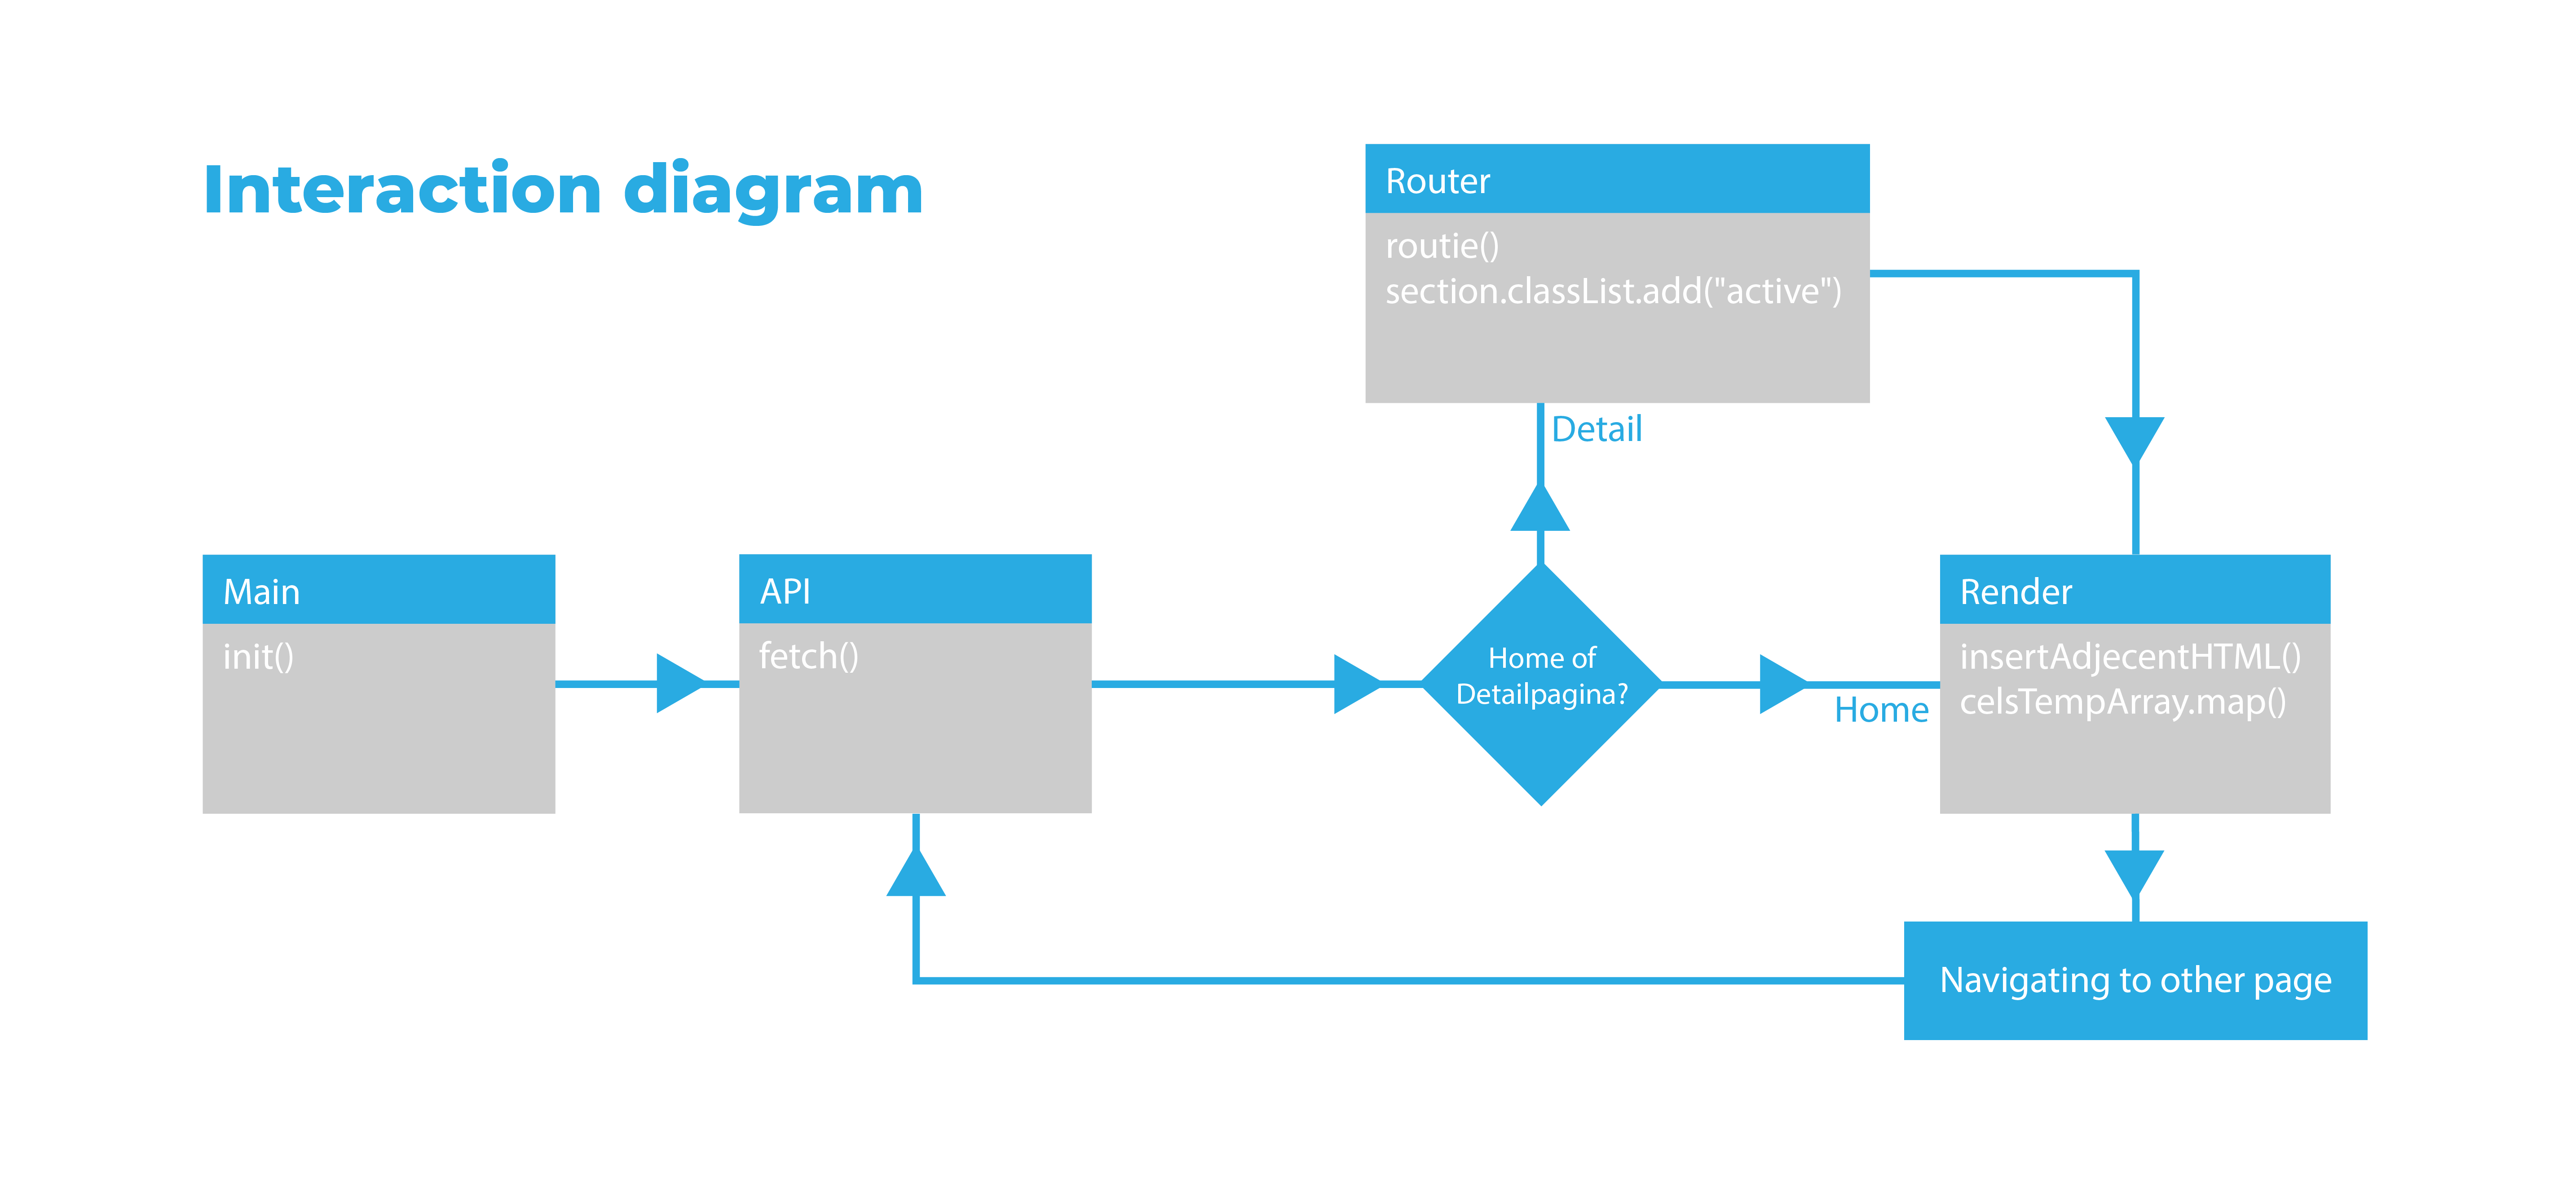 Interaction diagram
Router
routie()
section.classList.add("active")
Detail
Main
init()
API
fetch()
Home of
Detailpagina?
Home
Render
insertAdjecentHTML()
celsTempArray.map()
Navigating to other page